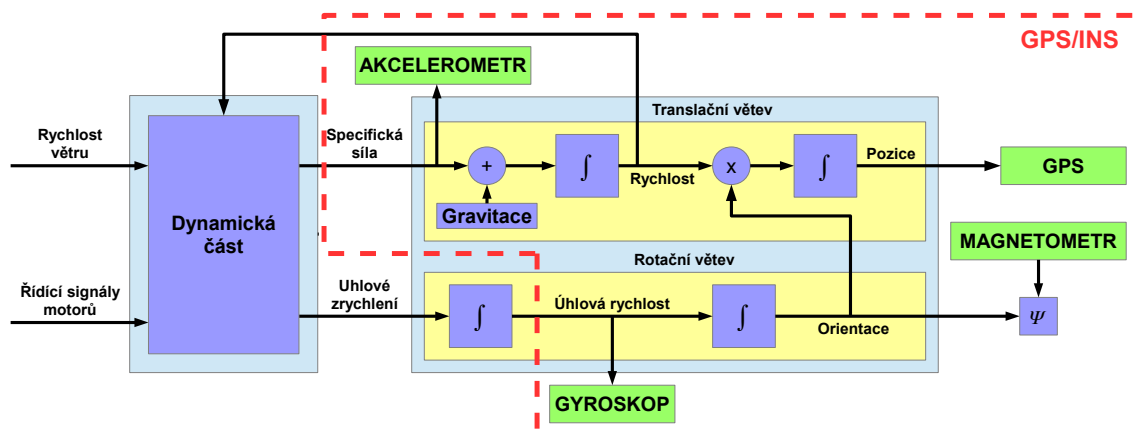 GPS/INS
AKCELEROMETR
Translační větev
Rychlost
větru
Specifická
síla
+
∫
Rychlost
x
∫
Pozice
GPS
Gravitace
Dynamická
část
MAGNETOMETR
Rotační větev
Řídící signály
motorů
Uhlové
zrychlení
∫
Úhlová rychlost
∫
Orientace
Ψ
GYROSKOP